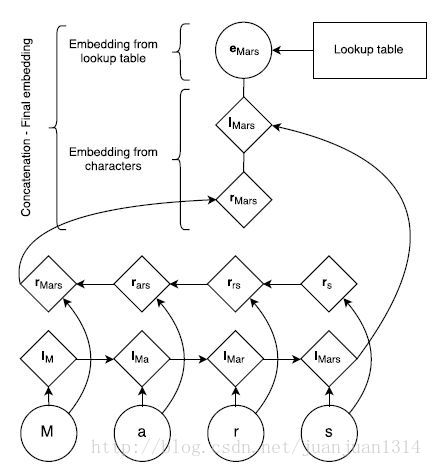 Embedding from
lookup table
eMars
Lookup table
Concatenation - Final embedding
lMars
Embedding from
characters
rMars
rMars
rars
rrs
rs
lM
lMa
lMar
lMars
M
a
r
s
http://blog.csdn.net/juanjuan1314